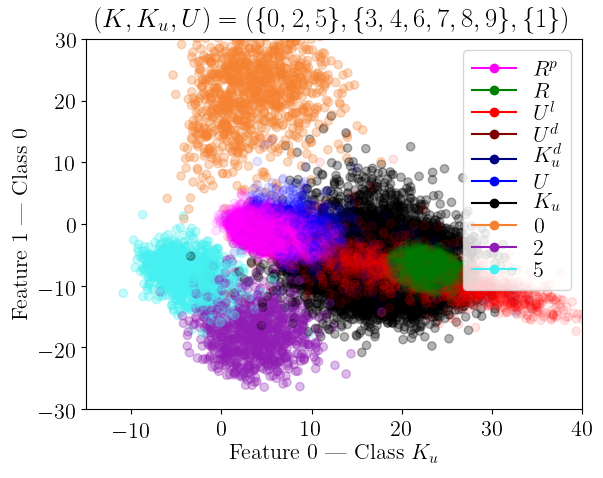 (K, K_u, U) = ({0, 2, 5}, {3, 4, 6, 7, 8, 9}, {1})
30
20
10
0
−10
−20
−30
Feature 1 — Class 0
R^p
R
U^l
U^d
K_u^d
U
K_u
0
2
5
−10
0
10
20
30
40
Feature 0 — Class K_u